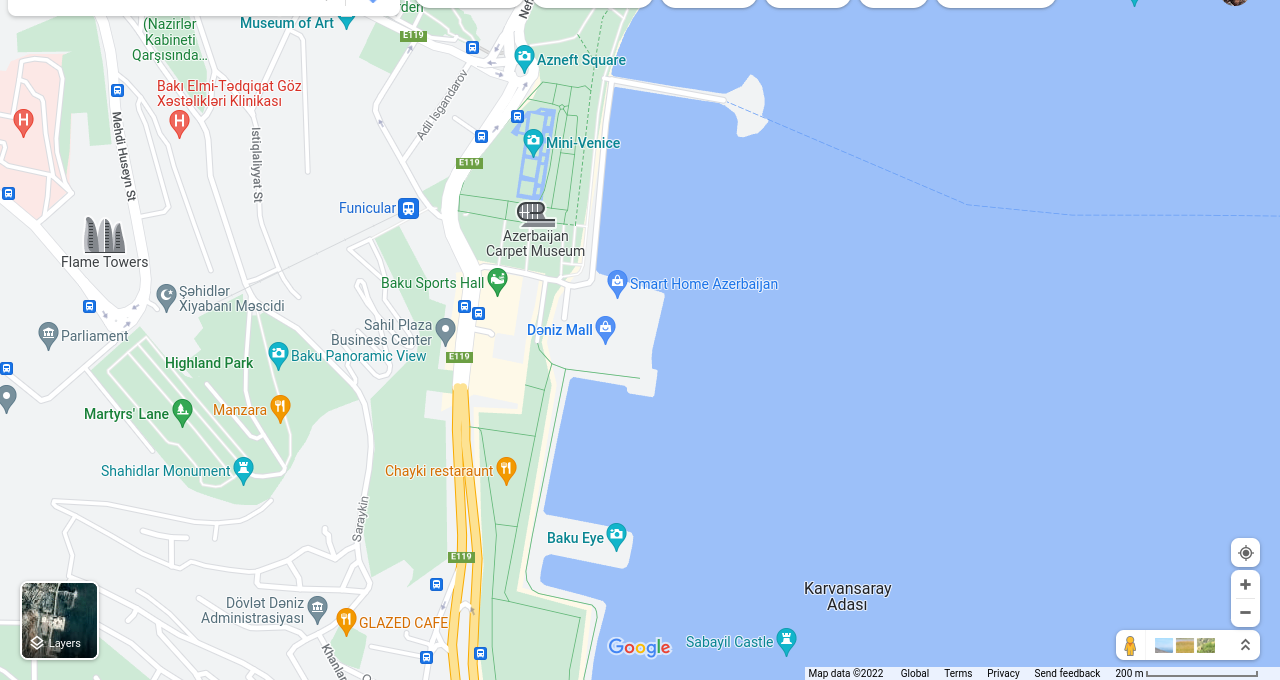 rden
(Nazirlər
Kabineti
Qarşısında...
Museum of Art
E119
Azneft Square
Bakı Elmi-Tədqiqat Göz
Xəstəlikləri Klinikası
H
H
Mehdi Huseyn St
Istiqlaliyyat St
Adil Isgandarov
Mini-Venice
E119
Funicular
Azerbaijan
Carpet Museum
Flame Towers
Baku Sports Hall
Smart Home Azerbaijan
Şəhidlər
Xiyabanı Məscidi
Parliament
Sahil Plaza
Business Center
Dəniz Mall
E119
Highland Park
Baku Panoramic View
Martyrs' Lane
Manzara
Shahidlar Monument
Chayki restaraunt
Saraykin
Baku Eye
E119
Karvansaray
Adası
Dövlət Dəniz
Administrasiyası
GLAZED CAFE
Layers
Google
Sabayil Castle
Map data ©2022 Global Terms Privacy Send feedback 200 m